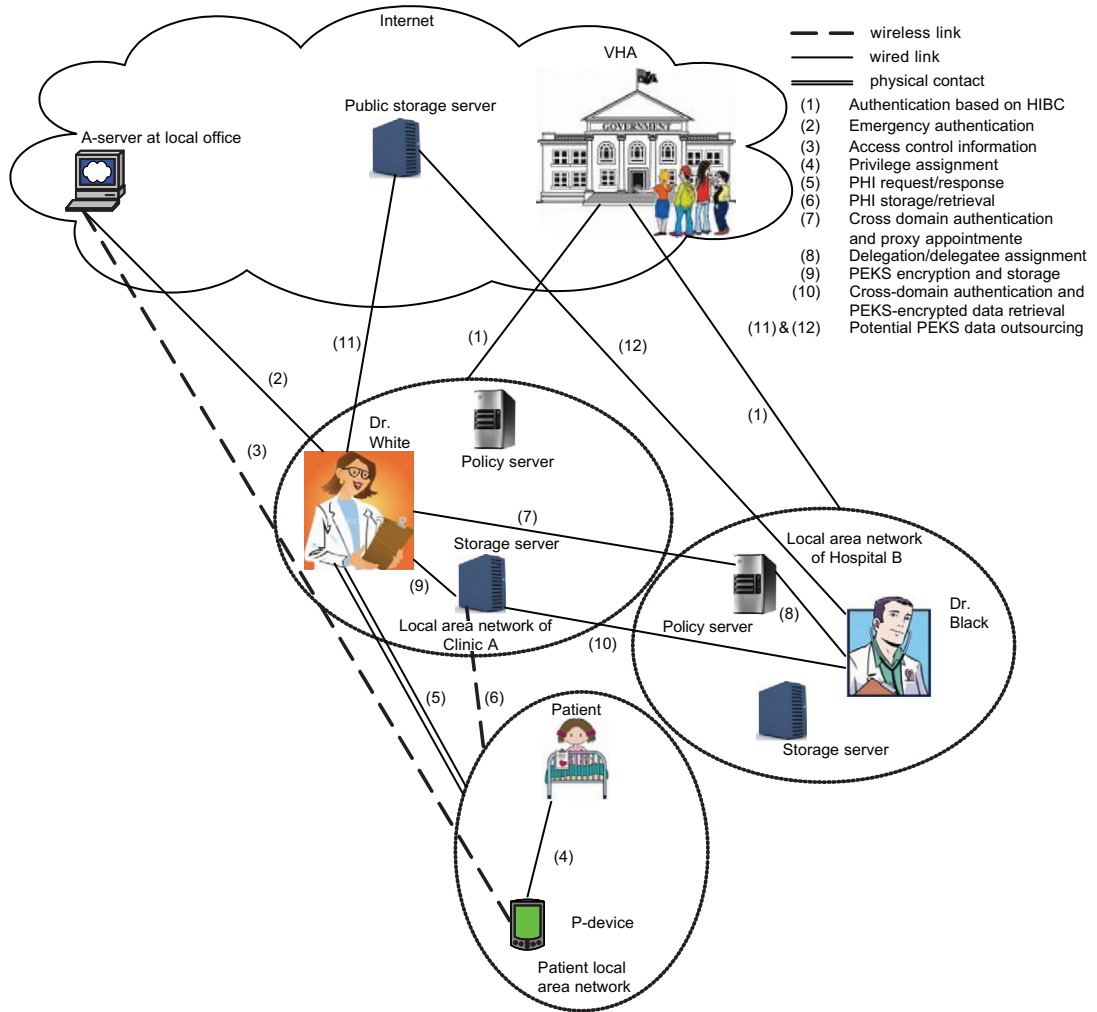 Internet
VHA
Public storage server
A-server at local office
GOVERNMENT
wireless link
wired link
physical contact
(1) Authentication based on HIBC
(2) Emergency authentication
(3) Access control information
(4) Privilege assignment
(5) PHI request/response
(6) PHI storage/retrieval
(7) Cross domain authentication
and proxy appointmente
(8) Delegation/delegatee assignment
(9) PEKS encryption and storage
(10) Cross-domain authentication and
PEKS-encrypted data retrieval
(11) & (12) Potential PEKS data outsourcing
(11)
(1)
(12)
(2)
(1)
(3)
Dr.
White
Policy server
(7)
Storage server
(9)
Local area network of
Clinic A
(10)
Local area network
of Hospital B
Policy server
(8)
Dr.
Black
Storage server
(5)
(6)
Patient
(4)
P-device
Patient local
area network